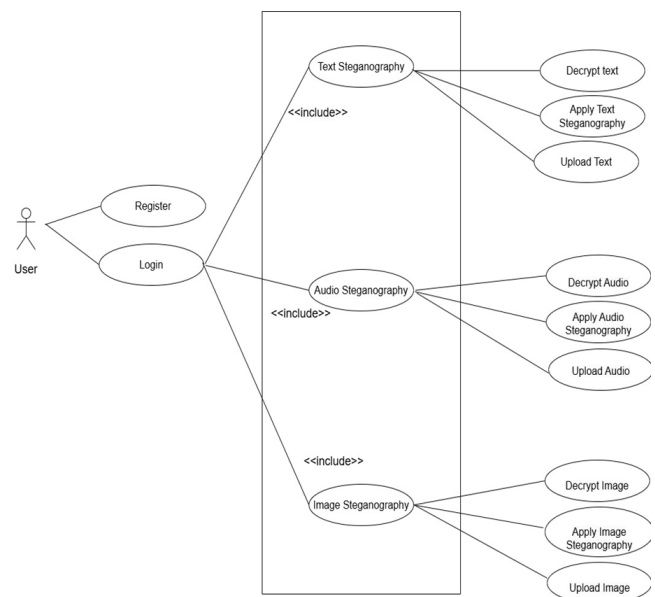 Text Steganography
Decrypt text
<<include>>
Apply Text
Steganography
Upload Text
Register
User
Login
Audio Steganography
<<include>>
Decrypt Audio
Apply Audio
Steganography
Upload Audio
<<include>>
Image Steganography
Decrypt Image
Apply Image
Steganography
Upload Image